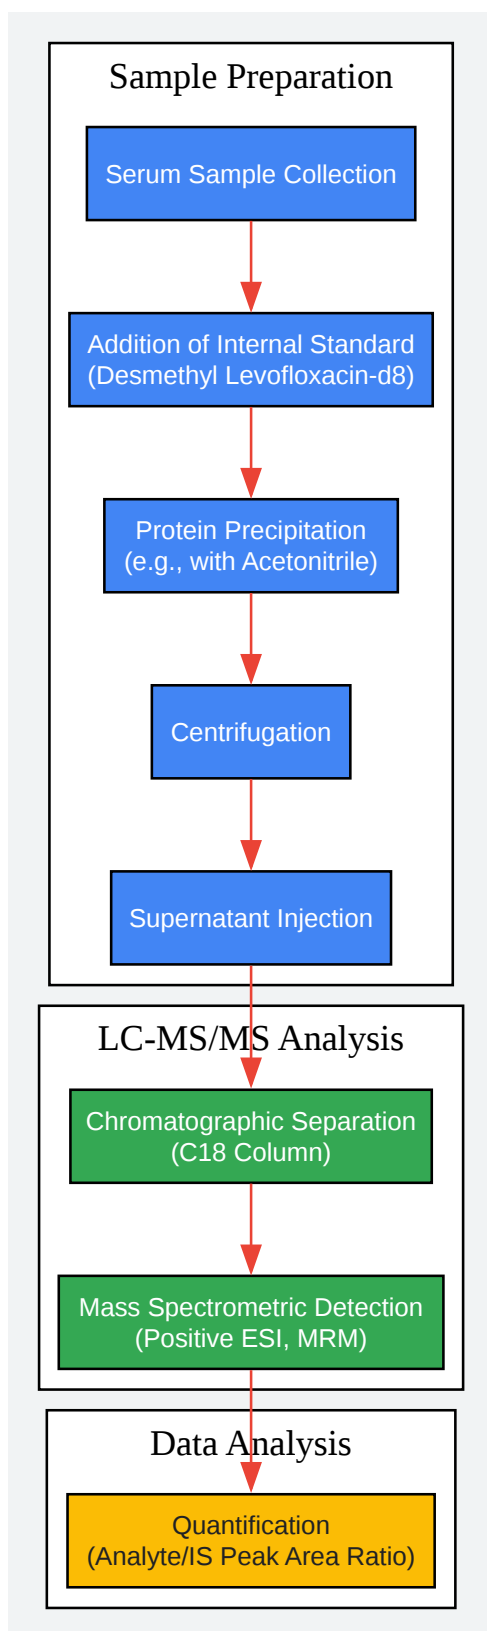 Sample Preparation
Serum Sample Collection
Addition of Internal Standard
(Desmethyl Levofloxacin-d8)
Protein Precipitation
(e.g., with Acetonitrile)
Centrifugation
Supernatant Injection
LC-MS/MS Analysis
Chromatographic Separation
(C18 Column)
Mass Spectrometric Detection
(Positive ESI, MRM)
Data Analysis
Quantification
(Analyte/IS Peak Area Ratio)